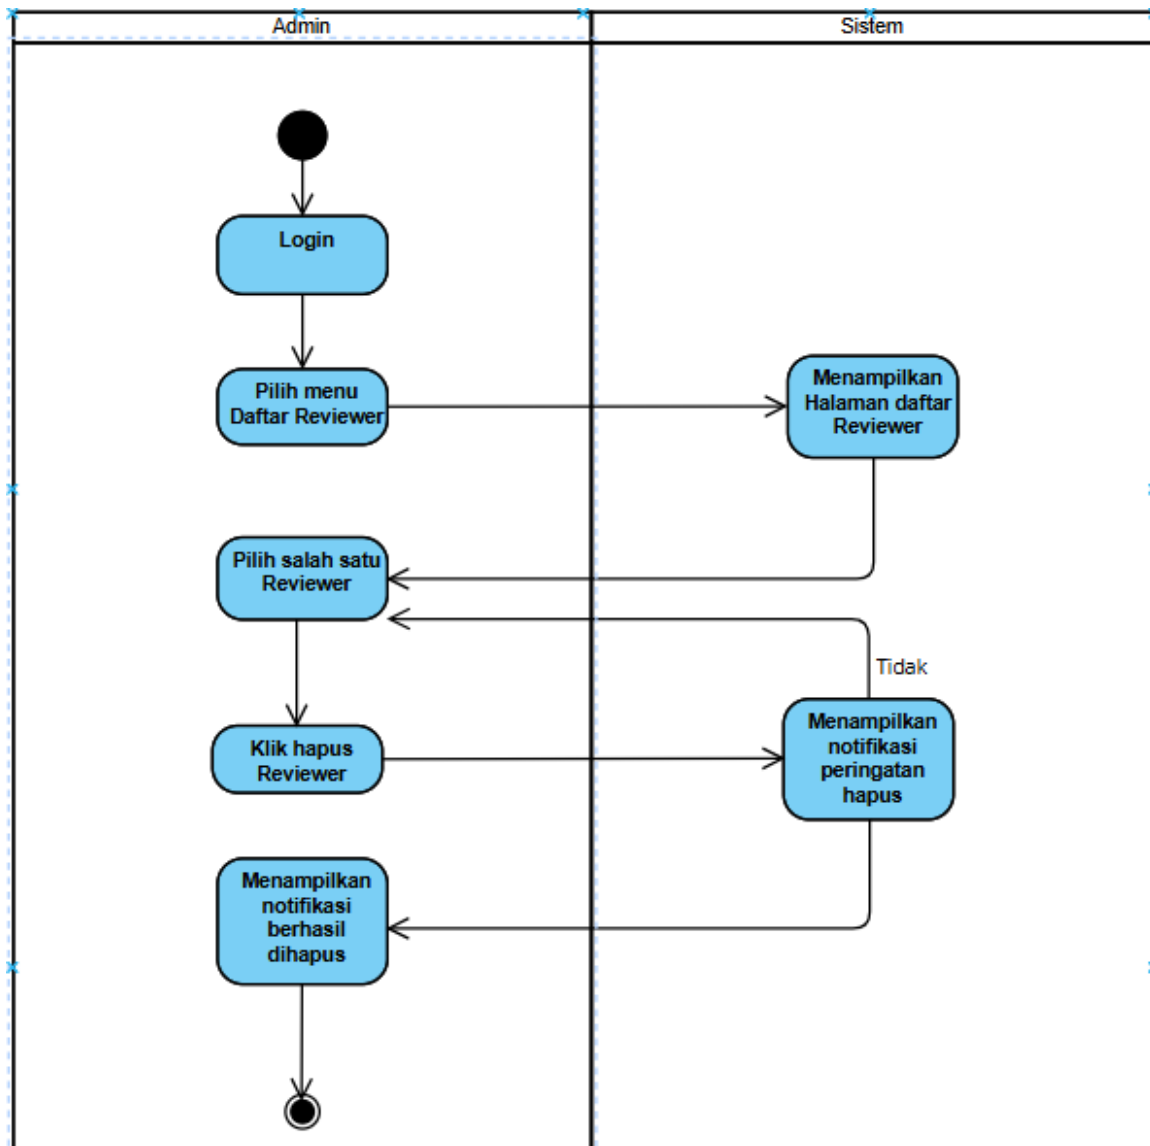 Admin
Sistem
Login
Pilih menu
Daftar Reviewer
Menampilkan
Halaman daftar
Reviewer
Pilih salah satu
Reviewer
Tidak
Klik hapus
Reviewer
Menampilkan
notifikasi
peringatan
hapus
Menampilkan
notifikasi
berhasil
dihapus